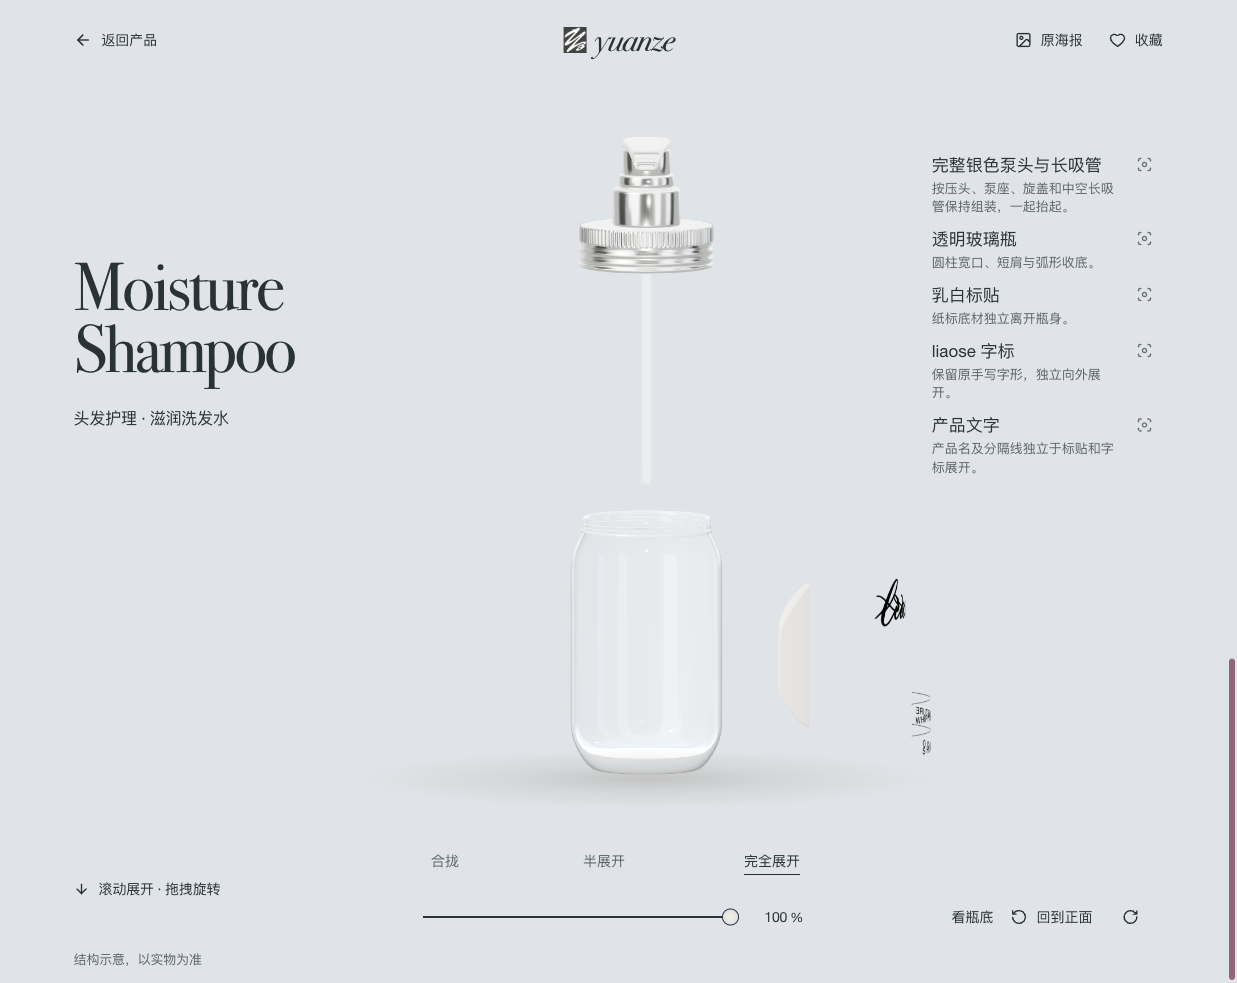 返回产品
yuanze
原海报
收藏
完整银色泵头与长吸管
按压头、泵座、旋盖和中空长吸
管保持组装，一起抬起。
透明玻璃瓶
圆柱宽口、短肩与弧形收底。
乳白标贴
纸标底材独立离开瓶身。
liaose 字标
保留原手写字形，独立向外展
开。
产品文字
产品名及分隔线独立于标贴和字
标展开。
Moisture
Shampoo
头发护理 · 滋润洗发水
合拢
半展开
完全展开
滚动展开 · 拖拽旋转
100 %
看瓶底
回到正面
结构示意，以实物为准